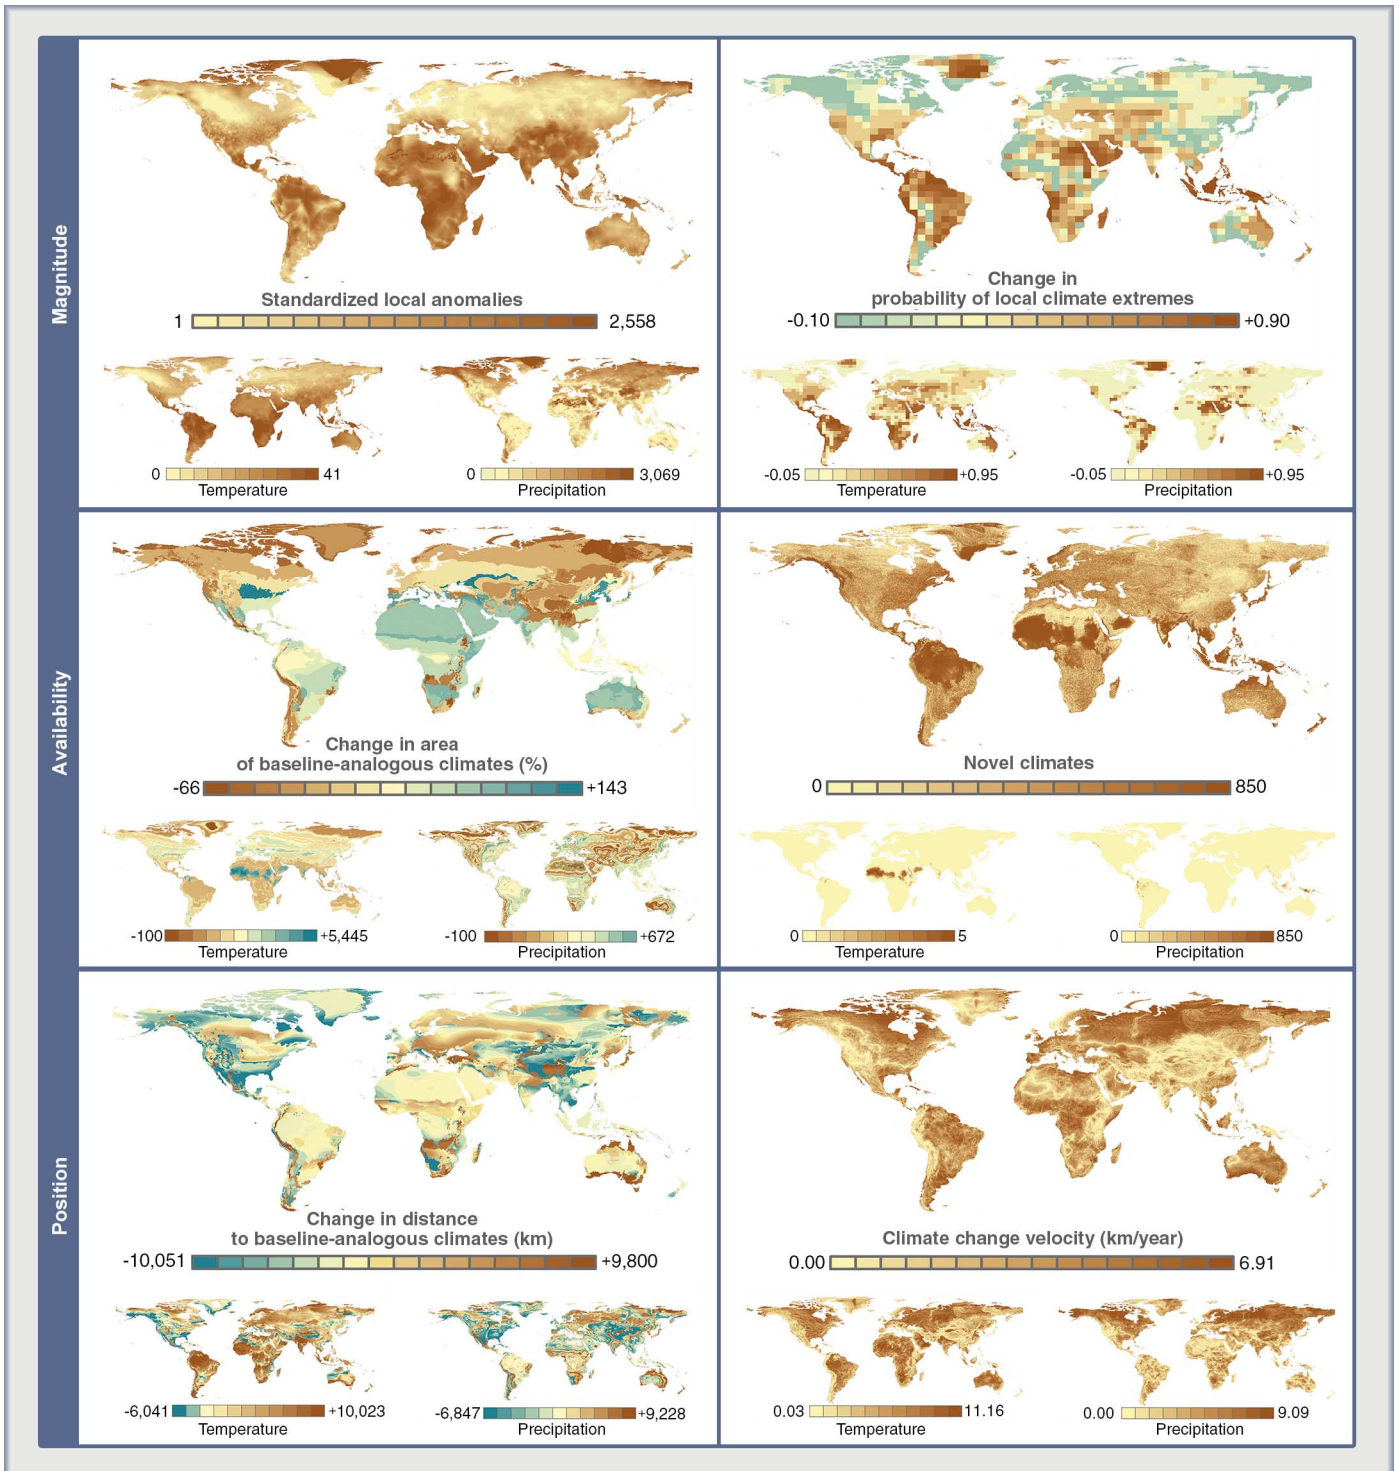 Magnitude
Standardized local anomalies
1 2,558
0 41
Temperature
0 3,069
Precipitation
Change in
probability of local climate extremes
-0.10 +0.90
-0.05 +0.95
Temperature
-0.05 +0.95
Precipitation
Availability
Change in area
of baseline-analogous climates (%)
-66 +143
-100 +5,445
Temperature
-100 +672
Precipitation
Novel climates
0 850
0 5
Temperature
0 850
Precipitation
Position
Change in distance
to baseline-analogous climates (km)
-10,051 +9,800
-6,041 +10,023
Temperature
-6,847 +9,228
Precipitation
Climate change velocity (km/year)
0.00 6.91
0.03 11.16
Temperature
0.00 9.09
Precipitation